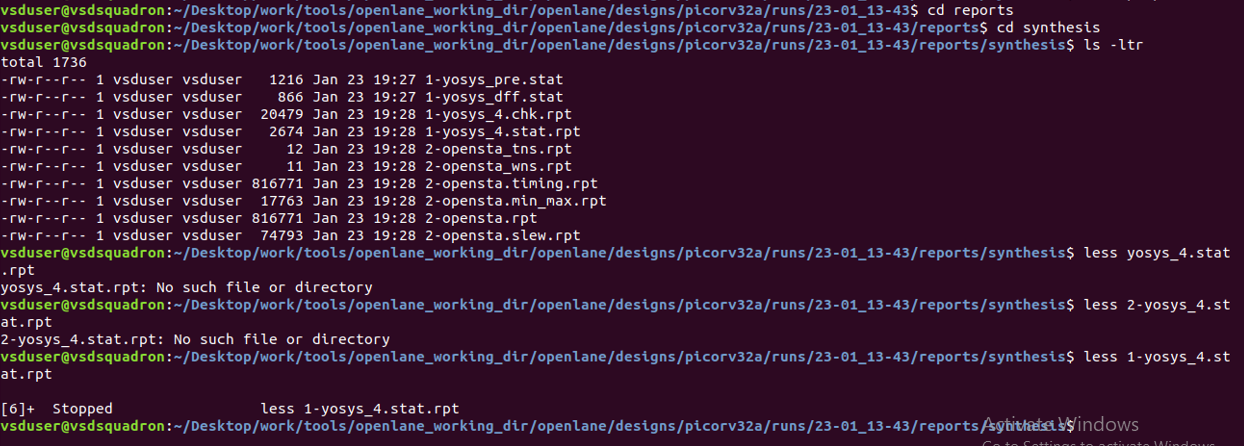 vsduser@vsdsquadron:~/Desktop/work/tools/openlane_working_dir/openlane/designs/picorv32a/runs/23-01_13-43$ cd reports
vsduser@vsdsquadron:~/Desktop/work/tools/openlane_working_dir/openlane/designs/picorv32a/runs/23-01_13-43/reports$ cd synthesis
vsduser@vsdsquadron:~/Desktop/work/tools/openlane_working_dir/openlane/designs/picorv32a/runs/23-01_13-43/reports/synthesis$ ls -ltr
total 1736
-rw-r--r-- 1 vsduser vsduser   1216 Jan 23 19:27 1-yosys_pre.stat
-rw-r--r-- 1 vsduser vsduser    866 Jan 23 19:27 1-yosys_dff.stat
-rw-r--r-- 1 vsduser vsduser  20479 Jan 23 19:28 1-yosys_4.chk.rpt
-rw-r--r-- 1 vsduser vsduser   2674 Jan 23 19:28 1-yosys_4.stat.rpt
-rw-r--r-- 1 vsduser vsduser     12 Jan 23 19:28 2-opensta_tns.rpt
-rw-r--r-- 1 vsduser vsduser     11 Jan 23 19:28 2-opensta_wns.rpt
-rw-r--r-- 1 vsduser vsduser 816771 Jan 23 19:28 2-opensta.timing.rpt
-rw-r--r-- 1 vsduser vsduser  17763 Jan 23 19:28 2-opensta.min_max.rpt
-rw-r--r-- 1 vsduser vsduser 816771 Jan 23 19:28 2-opensta.rpt
-rw-r--r-- 1 vsduser vsduser  74793 Jan 23 19:28 2-opensta.slew.rpt
vsduser@vsdsquadron:~/Desktop/work/tools/openlane_working_dir/openlane/designs/picorv32a/runs/23-01_13-43/reports/synthesis$ less yosys_4.stat
.rpt
yosys_4.stat.rpt: No such file or directory
vsduser@vsdsquadron:~/Desktop/work/tools/openlane_working_dir/openlane/designs/picorv32a/runs/23-01_13-43/reports/synthesis$ less 2-yosys_4.st
at.rpt
2-yosys_4.stat.rpt: No such file or directory
vsduser@vsdsquadron:~/Desktop/work/tools/openlane_working_dir/openlane/designs/picorv32a/runs/23-01_13-43/reports/synthesis$ less 1-yosys_4.st
at.rpt
[6]+  Stopped                 less 1-yosys_4.stat.rpt
vsduser@vsdsquadron:~/Desktop/work/tools/openlane_working_dir/openlane/designs/picorv32a/runs/23-01_13-43/reports/synthesis$
Activate Windows
Go to Settings to activate Windows